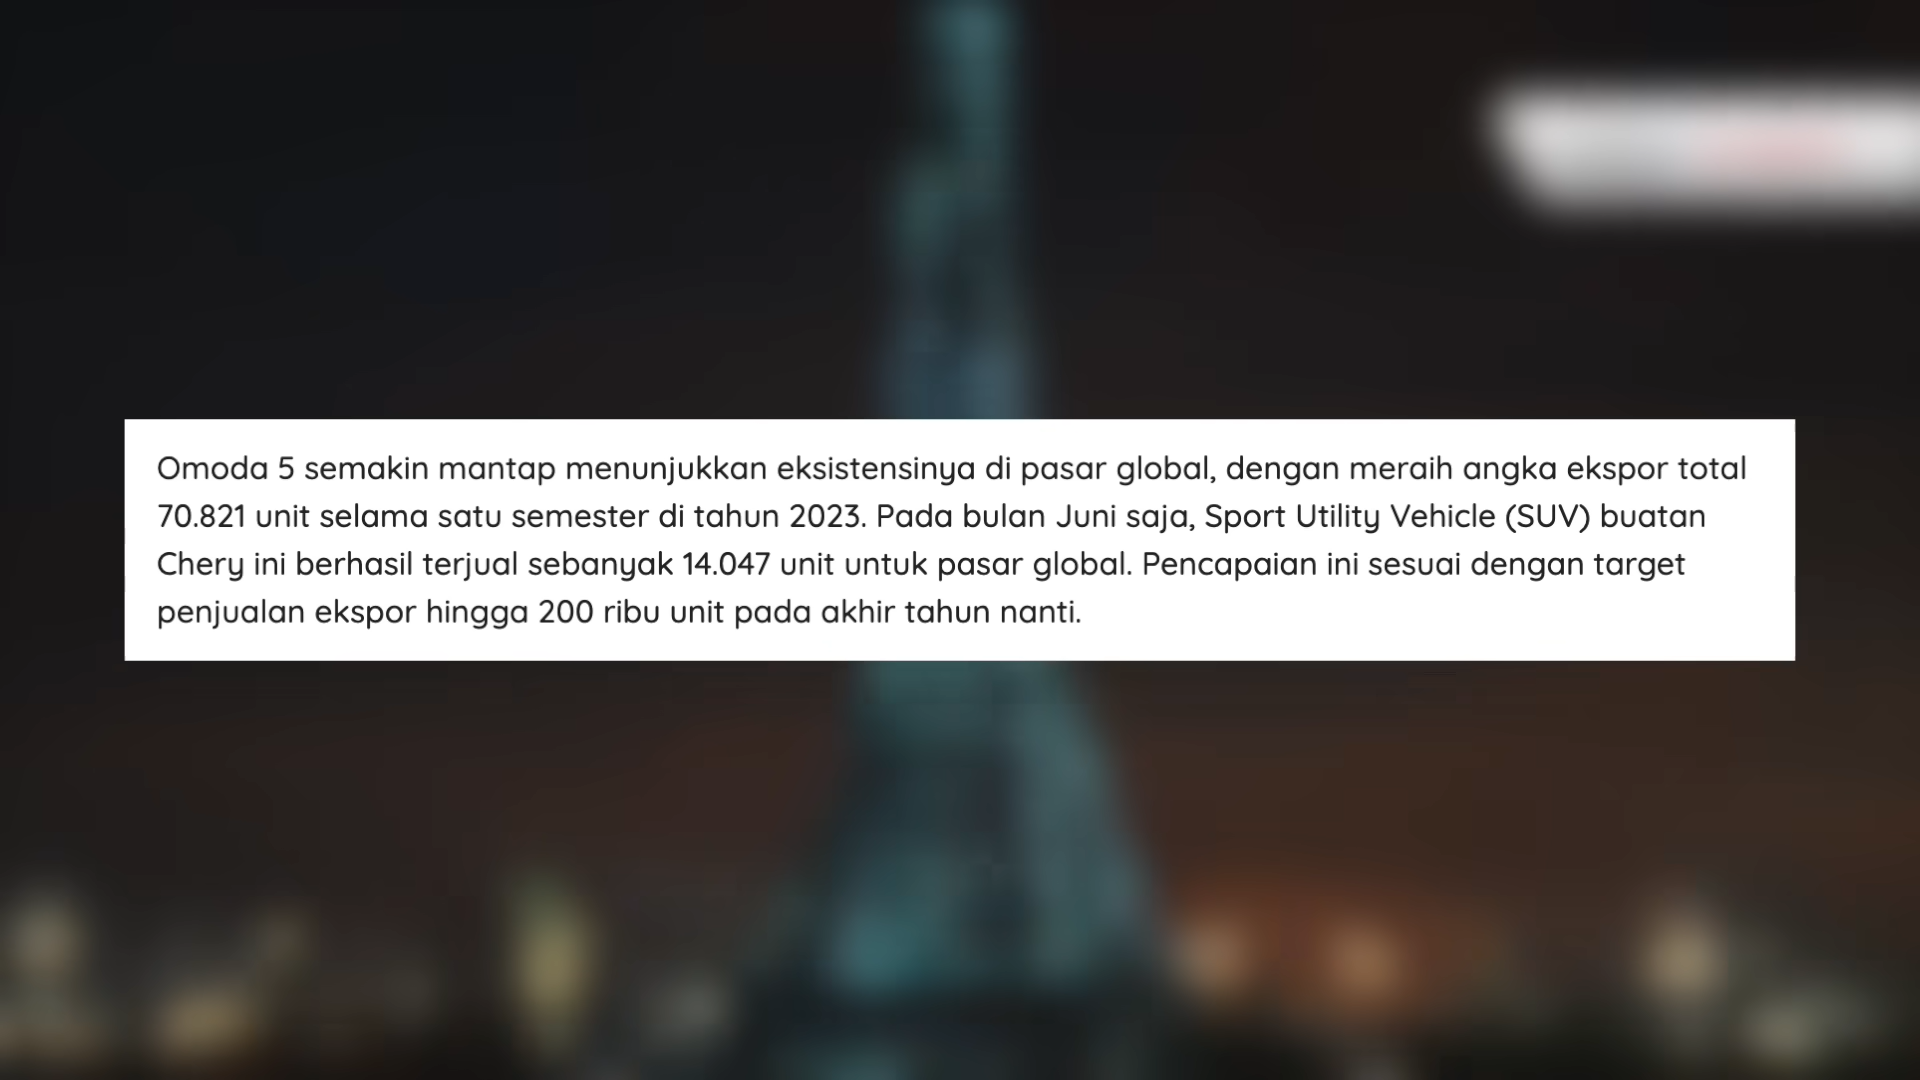 Omoda 5 semakin mantap menunjukkan eksistensinya di pasar global, dengan meraih angka ekspor total
70.821 unit selama satu semester di tahun 2023. Pada bulan Juni saja, Sport Utility Vehicle (SUV) buatan
Chery ini berhasil terjual sebanyak 14.047 unit untuk pasar global. Pencapaian ini sesuai dengan target
penjualan ekspor hingga 200 ribu unit pada akhir tahun nanti.